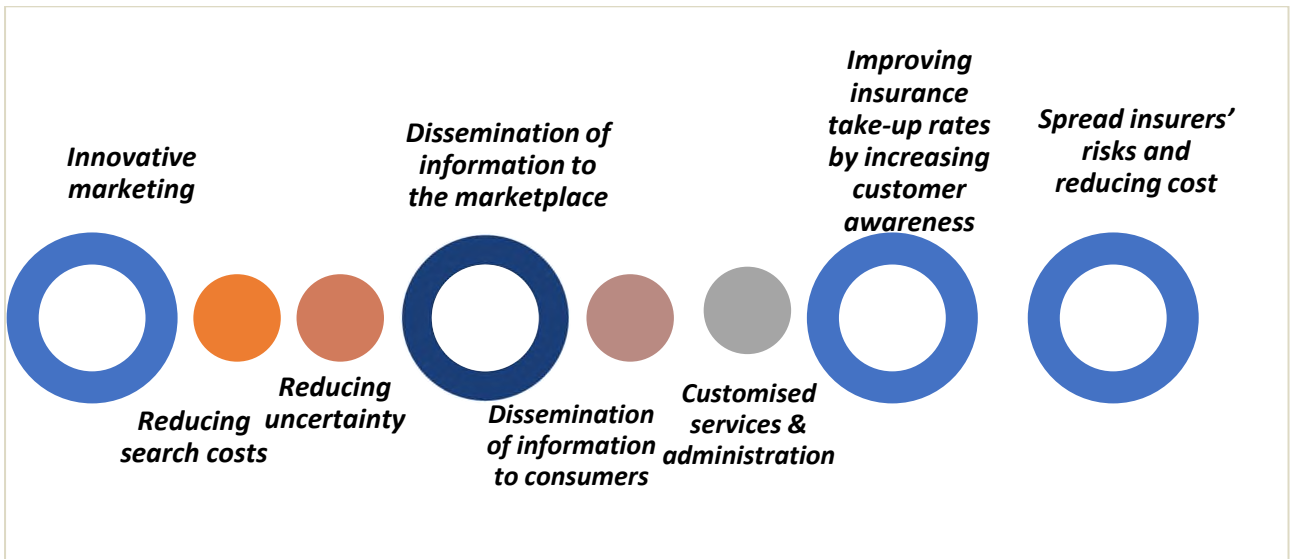 Innovative
marketing
Reducing
search costs
Reducing
uncertainty
Dissemination of
information to
the marketplace
Dissemination
of information
to consumers
Customised
services &
administration
Improving
insurance
take-up rates
by increasing
customer
awareness
Spread insurers’
risks and
reducing cost